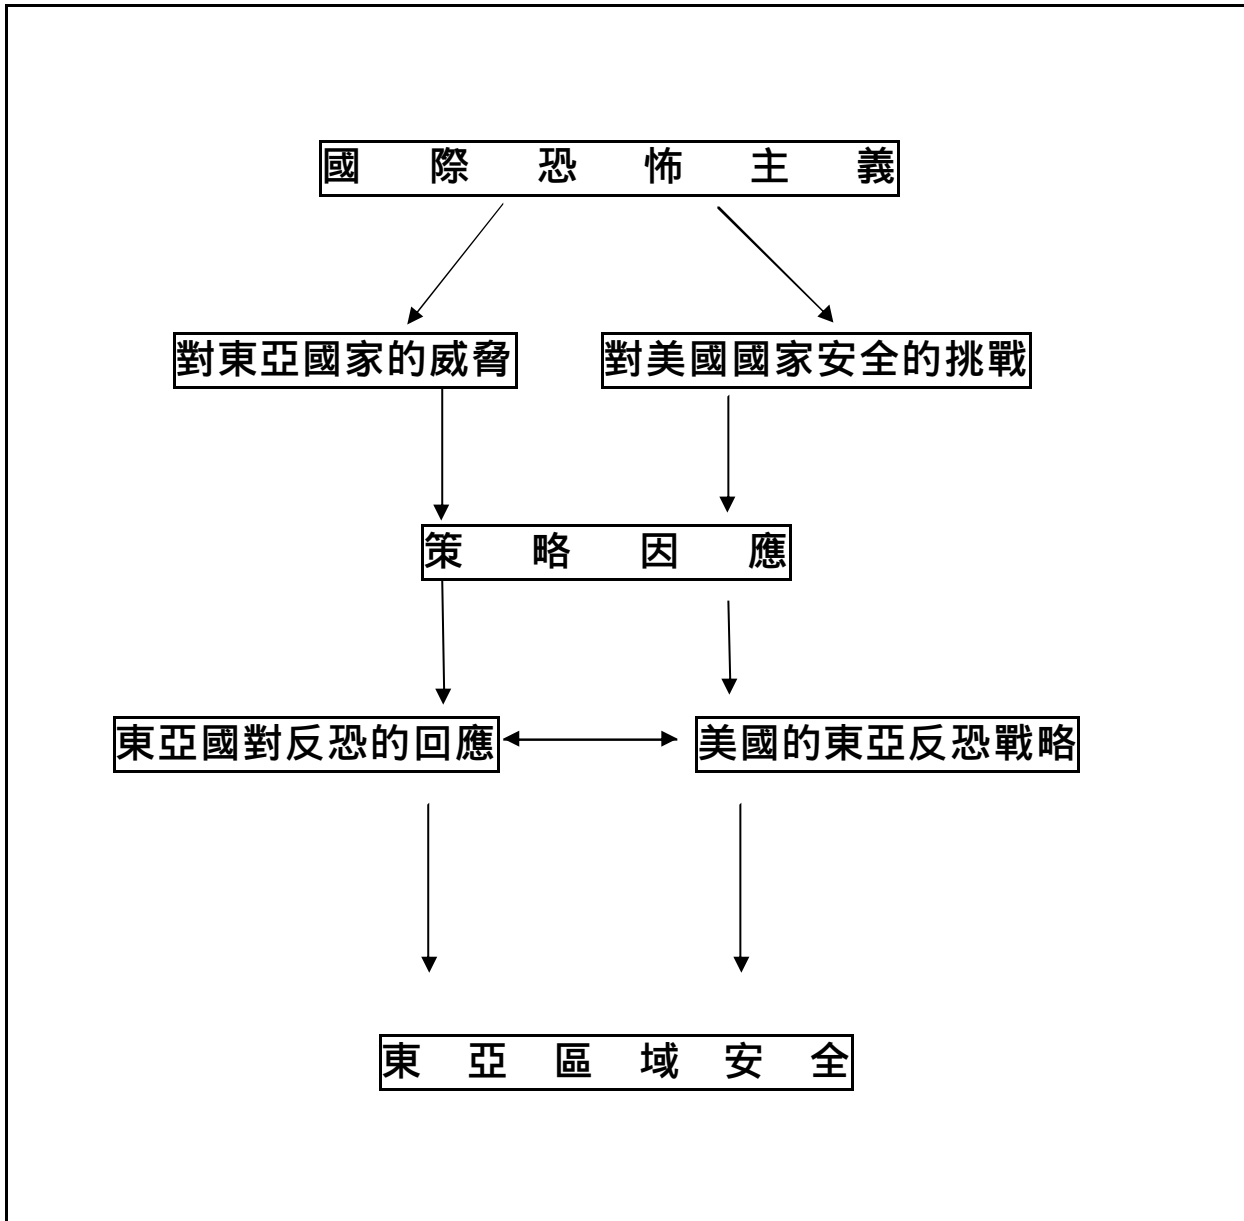 國際恐怖主義
對東亞國家的威脅
對美國國家安全的挑戰
策略因應
東亞國對反恐的回應
美國的東亞反恐戰略
東亞區域安全